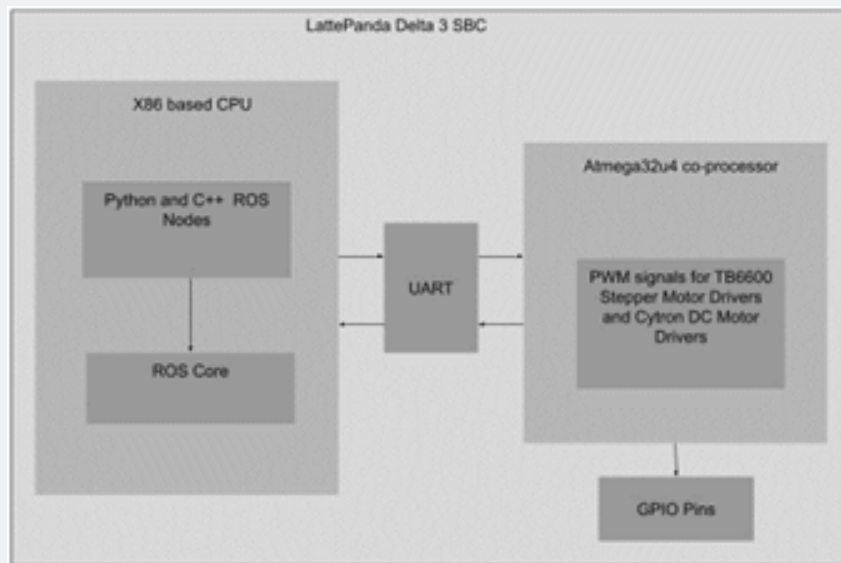 LattePanda Delta 3 SBC
X86 based CPU
Python and C++ ROS
Nodes
ROS Core
UART
Atmega32u4 co-processor
PWM signals for TB6600
Stepper Motor Drivers
and Cytron DC Motor
Drivers
GPIO Pins